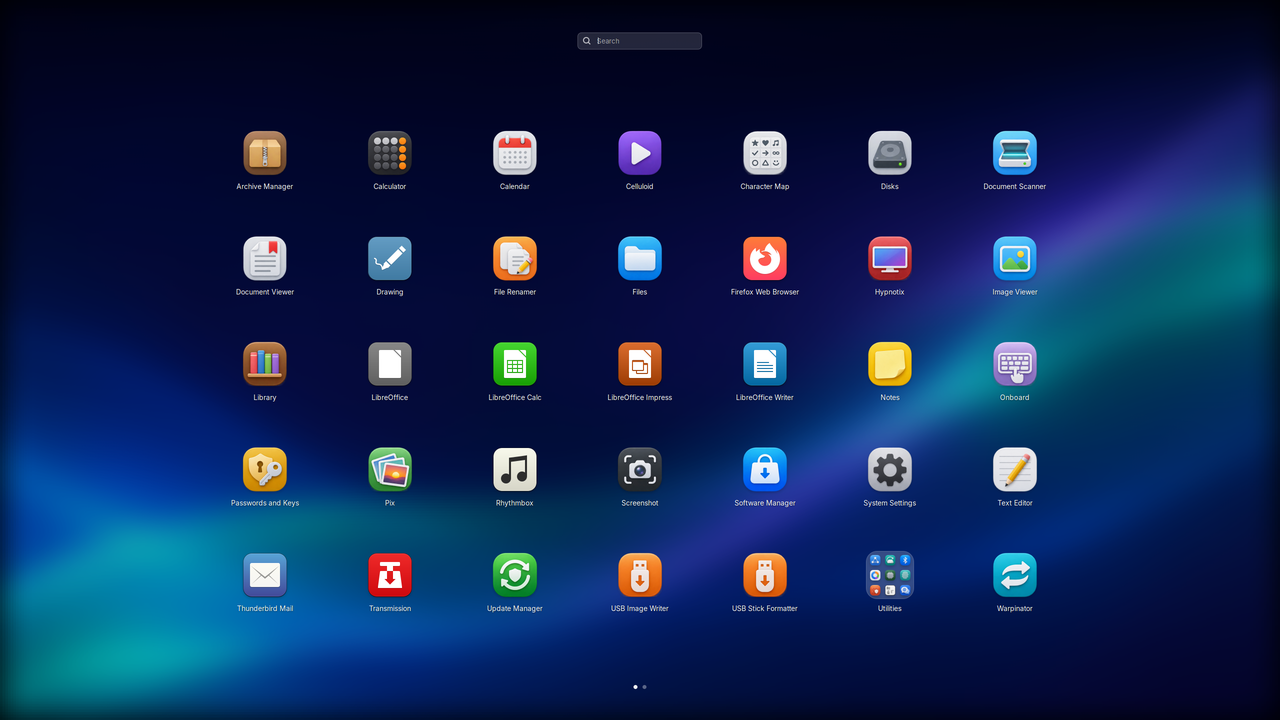 Search
Archive Manager
Calculator
Calendar
Celluloid
Character Map
Disks
Document Scanner
Document Viewer
Drawing
File Renamer
Files
Firefox Web Browser
Hypnotix
Image Viewer
Library
LibreOffice
LibreOffice Calc
LibreOffice Impress
LibreOffice Writer
Notes
Onboard
Passwords and Keys
Pix
Rhythmbox
Screenshot
Software Manager
System Settings
Text Editor
Thunderbird Mail
Transmission
Update Manager
USB Image Writer
USB Stick Formatter
Utilities
Warpinator